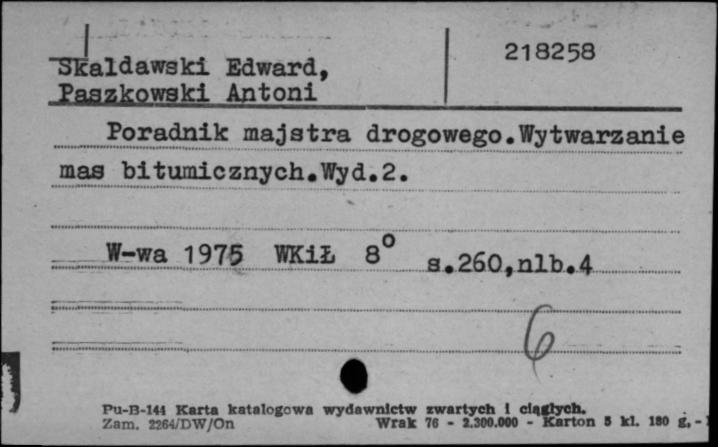 218258
Skaldawski Edward,
Paszkowski Antoni
Poradnik majstra drogowego.Wytwarzanie
mas bitumicznych.Wyd.2.
W-wa 1975 WKiŁ 8° s.260,nlb.4
6
Pu-B-144 Karta katalogowa wydawnictw zwartych i ciągłych.
Zam. 2264/DW/On Wrak 76 - 2.300.000 - Karton 5 kl. 180 g,-